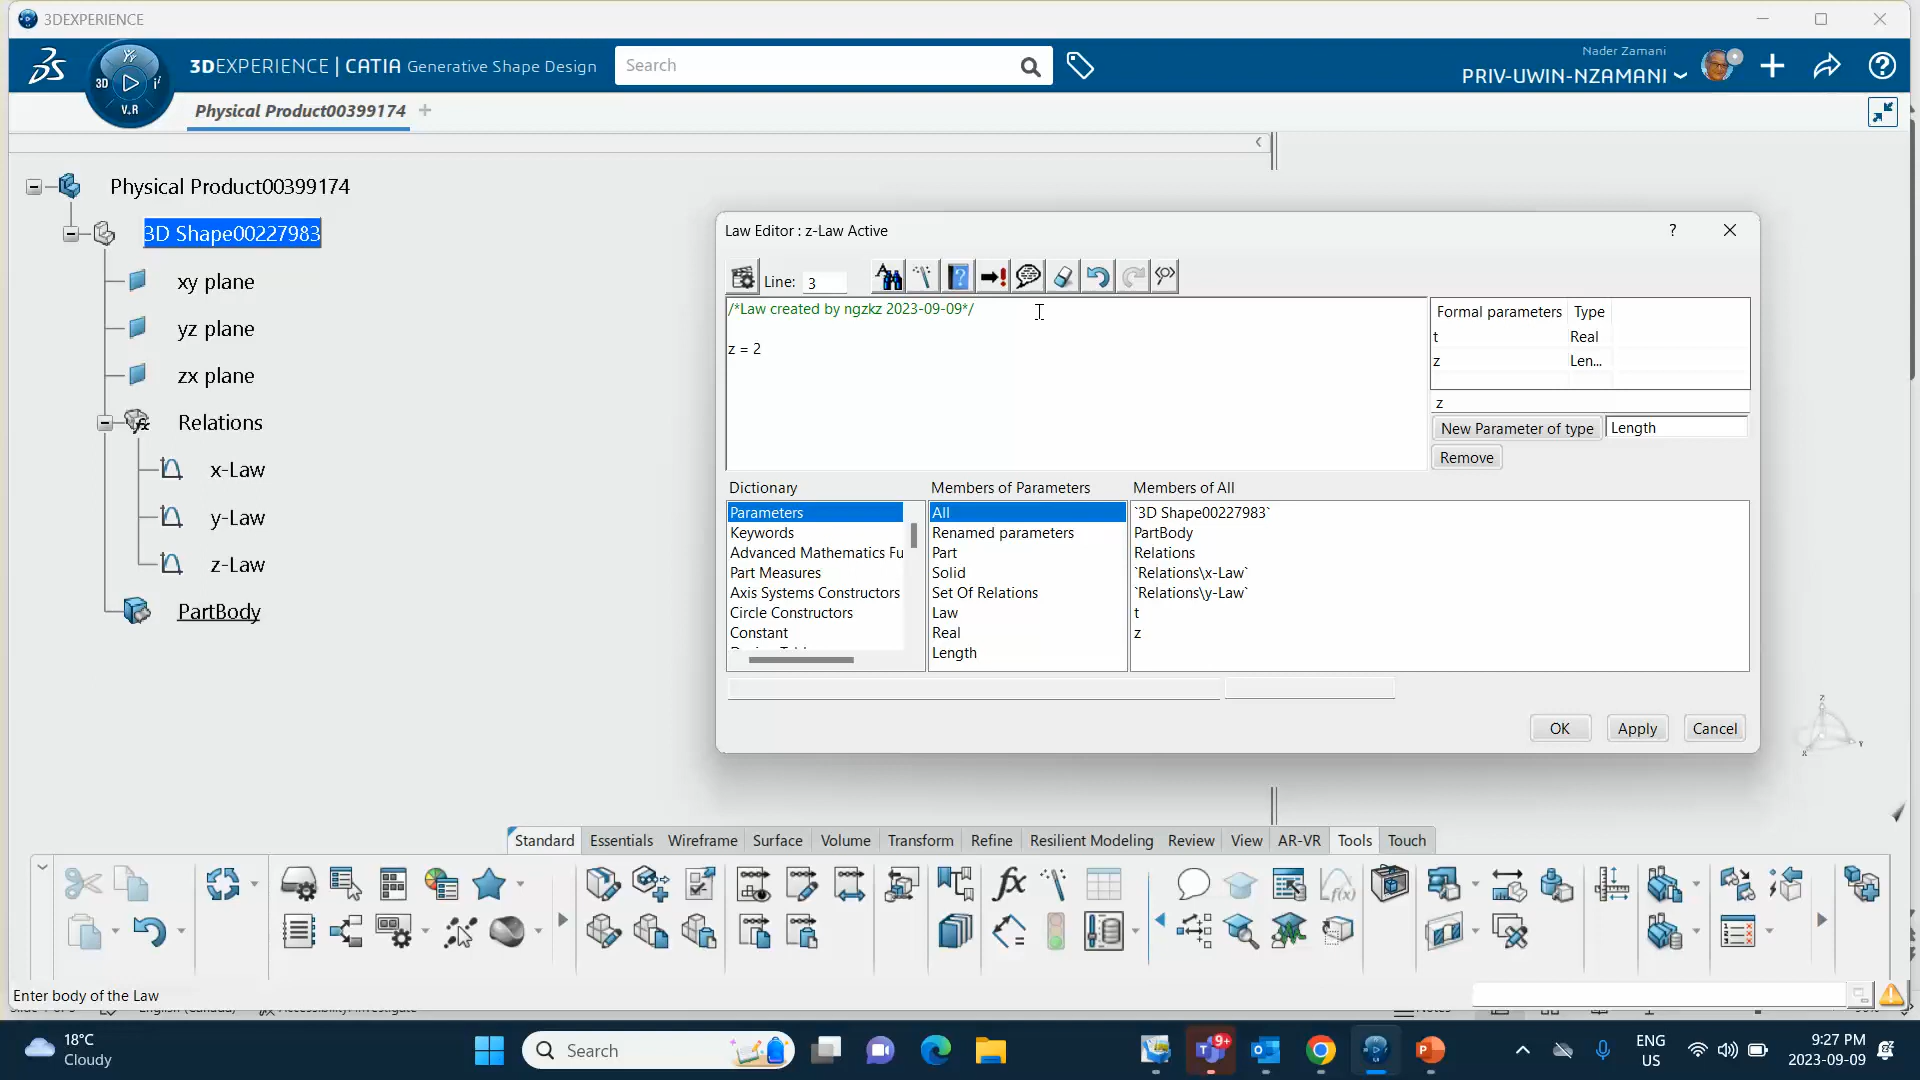 3DEXPERIENCE
3DEXPERIENCE | CATIA Generative Shape Design
Search
Nader Zamani
PRIV-UWIN-NZAMANI
3D
V,R
Physical Product00399174
Physical Product00399174
3D Shape00227983
xy plane
yz plane
zx plane
Relations
x-Law
y-Law
z-Law
PartBody
Law Editor : z-Law Active
Line: 3
/*Law created by ngzkz 2023-09-09*/
z = 2
Formal parameters Type
t Real
z Len...
z
New Parameter of type Length
Remove
Dictionary
Parameters
Keywords
Advanced Mathematics Fu
Part Measures
Axis Systems Constructors
Circle Constructors
Constant
Members of Parameters
All
Renamed parameters
Part
Solid
Set Of Relations
Law
Real
Length
Members of All
`3D Shape00227983`
PartBody
Relations
`Relations\x-Law`
`Relations\y-Law`
t
z
OK Apply Cancel
Standard Essentials Wireframe Surface Volume Transform Refine Resilient Modeling Review View AR-VR Tools Touch
Enter body of the Law
18°C
Cloudy
Search
9+
ENG
US
9:27 PM
2023-09-09